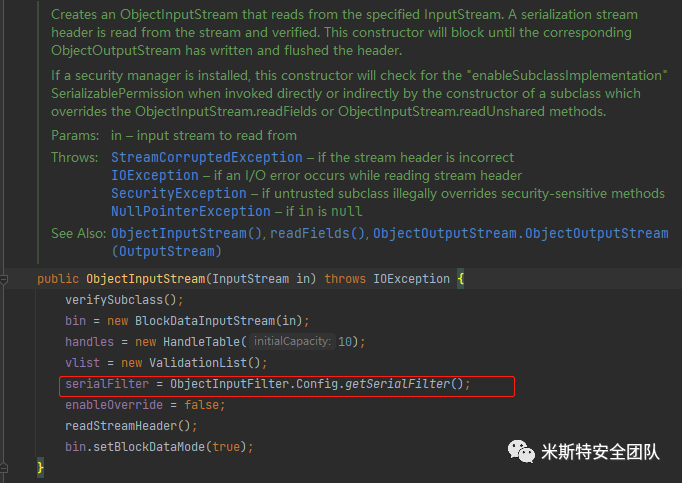 Creates an ObjectInputStream that reads from the specified InputStream. A serialization stream
header is read from the stream and verified. This constructor will block until the corresponding
ObjectOutputStream has written and flushed the header.
If a security manager is installed, this constructor will check for the "enableSubclassImplementation"
SerializablePermission when invoked directly or indirectly by the constructor of a subclass which
overrides the ObjectInputStream.readFields or ObjectInputStream.readUnshared methods.
Params: in – input stream to read from
Throws: StreamCorruptedException – if the stream header is incorrect
IOException – if an I/O error occurs while reading stream header
SecurityException – if untrusted subclass illegally overrides security-sensitive methods
NullPointerException – if in is null
See Also: ObjectInputStream(), readFields(), ObjectOutputStream.ObjectOutputStream
(OutputStream)
public ObjectInputStream(InputStream in) throws IOException {
verifySubclass();
bin = new BlockDataInputStream(in);
handles = new HandleTable( initialCapacity: 10);
vlist = new ValidationList();
serialFilter = ObjectInputFilter.Config.getSerialFilter();
enableOverride = false;
readStreamHeader();
bin.setBlockDataMode(true);
}
米斯特安全团队